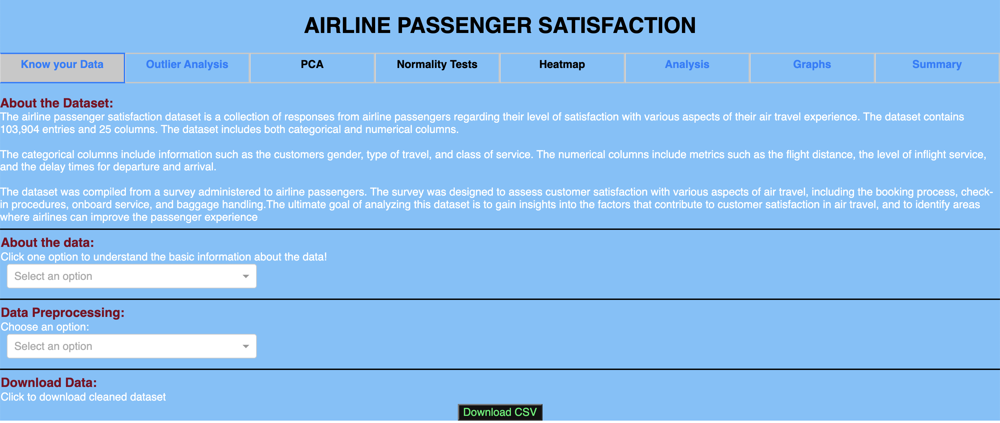 AIRLINE PASSENGER SATISFACTION
Know your Data Outlier Analysis PCA Normality Tests Heatmap Analysis Graphs Summary
About the Dataset:
The airline passenger satisfaction dataset is a collection of responses from airline passengers regarding their level of satisfaction with various aspects of their air travel experience. The dataset contains
103,904 entries and 25 columns. The dataset includes both categorical and numerical columns.
The categorical columns include information such as the customers gender, type of travel, and class of service. The numerical columns include metrics such as the flight distance, the level of inflight service,
and the delay times for departure and arrival.
The dataset was compiled from a survey administered to airline passengers. The survey was designed to assess customer satisfaction with various aspects of air travel, including the booking process, check-
in procedures, onboard service, and baggage handling.The ultimate goal of analyzing this dataset is to gain insights into the factors that contribute to customer satisfaction in air travel, and to identify areas
where airlines can improve the passenger experience
About the data:
Click one option to understand the basic information about the data!
Select an option
Data Preprocessing:
Choose an option:
Select an option
Download Data:
Click to download cleaned dataset
Download CSV